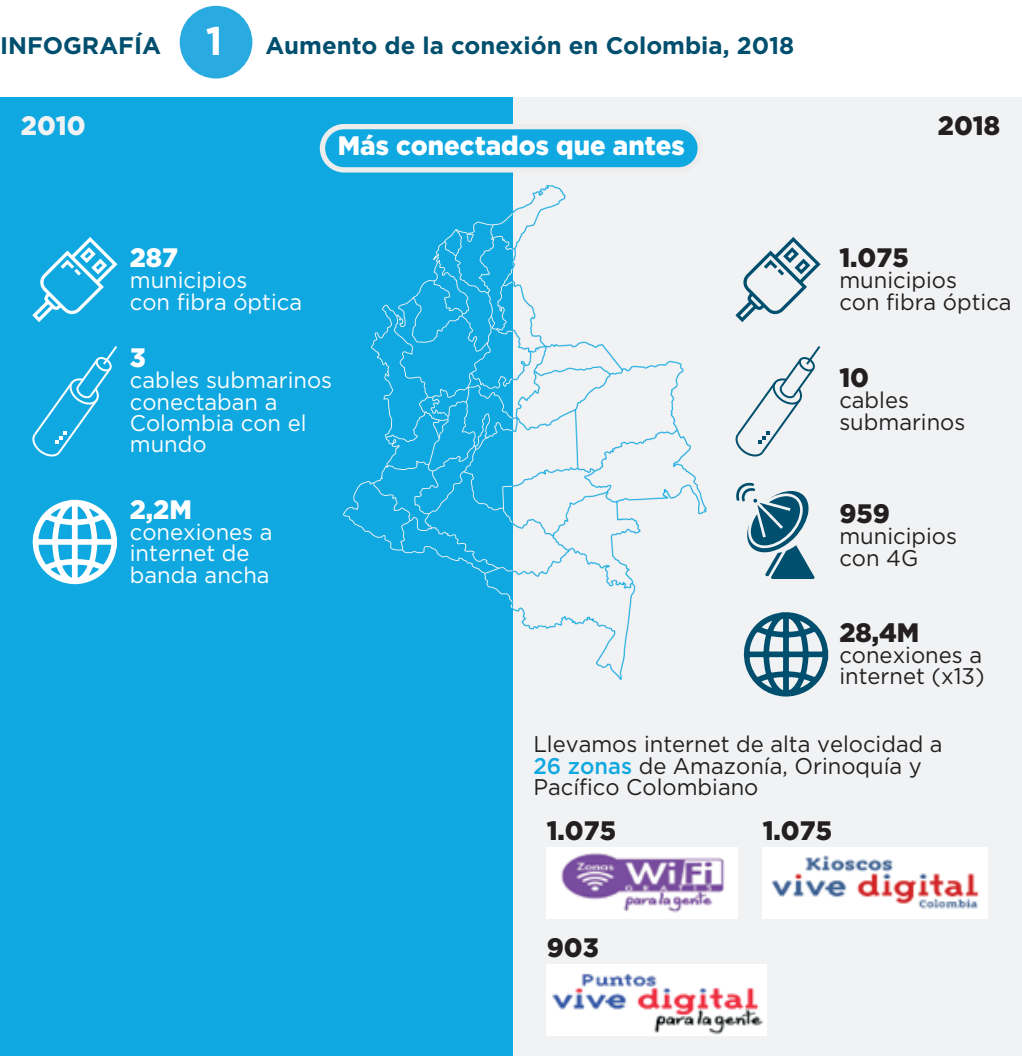 INFOGRAFÍA 1 Aumento de la conexión en Colombia, 2018
2010
Más conectados que antes
2018
287
municipios
con fibra óptica
3
cables submarinos
conectaban a
Colombia con el
mundo
2,2M
conexiones a
internet de
banda ancha
1.075
municipios
con fibra óptica
10
cables
submarinos
959
municipios
con 4G
28,4M
conexiones a
internet (x13)
Llevamos internet de alta velocidad a
26 zonas de Amazonía, Orinoquía y
Pacífico Colombiano
1.075
Zonas
WiFi
GRATIS
para la gente
1.075
Kioscos
vive digital
Colombia
903
Puntos
vive digital
para la gente